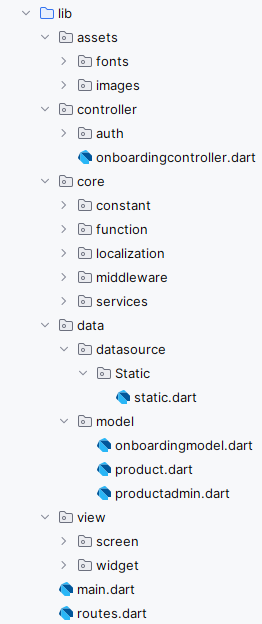 lib
assets
fonts
images
controller
auth
onboardingcontroller.dart
core
constant
function
localization
middleware
services
data
datasource
Static
static.dart
model
onboardingmodel.dart
product.dart
productadmin.dart
view
screen
widget
main.dart
routes.dart